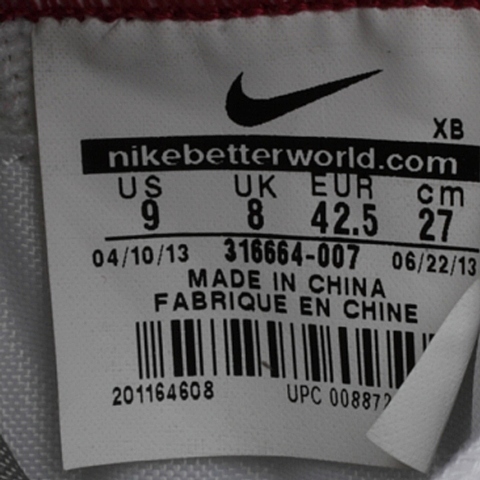 XB
nikebetterworld.com
US UK EUR cm
9 8 42.5 27
04/10/13 316664-007 06/22/13
MADE IN CHINA
FABRIQUE EN CHINE
201164608 UPC 008872